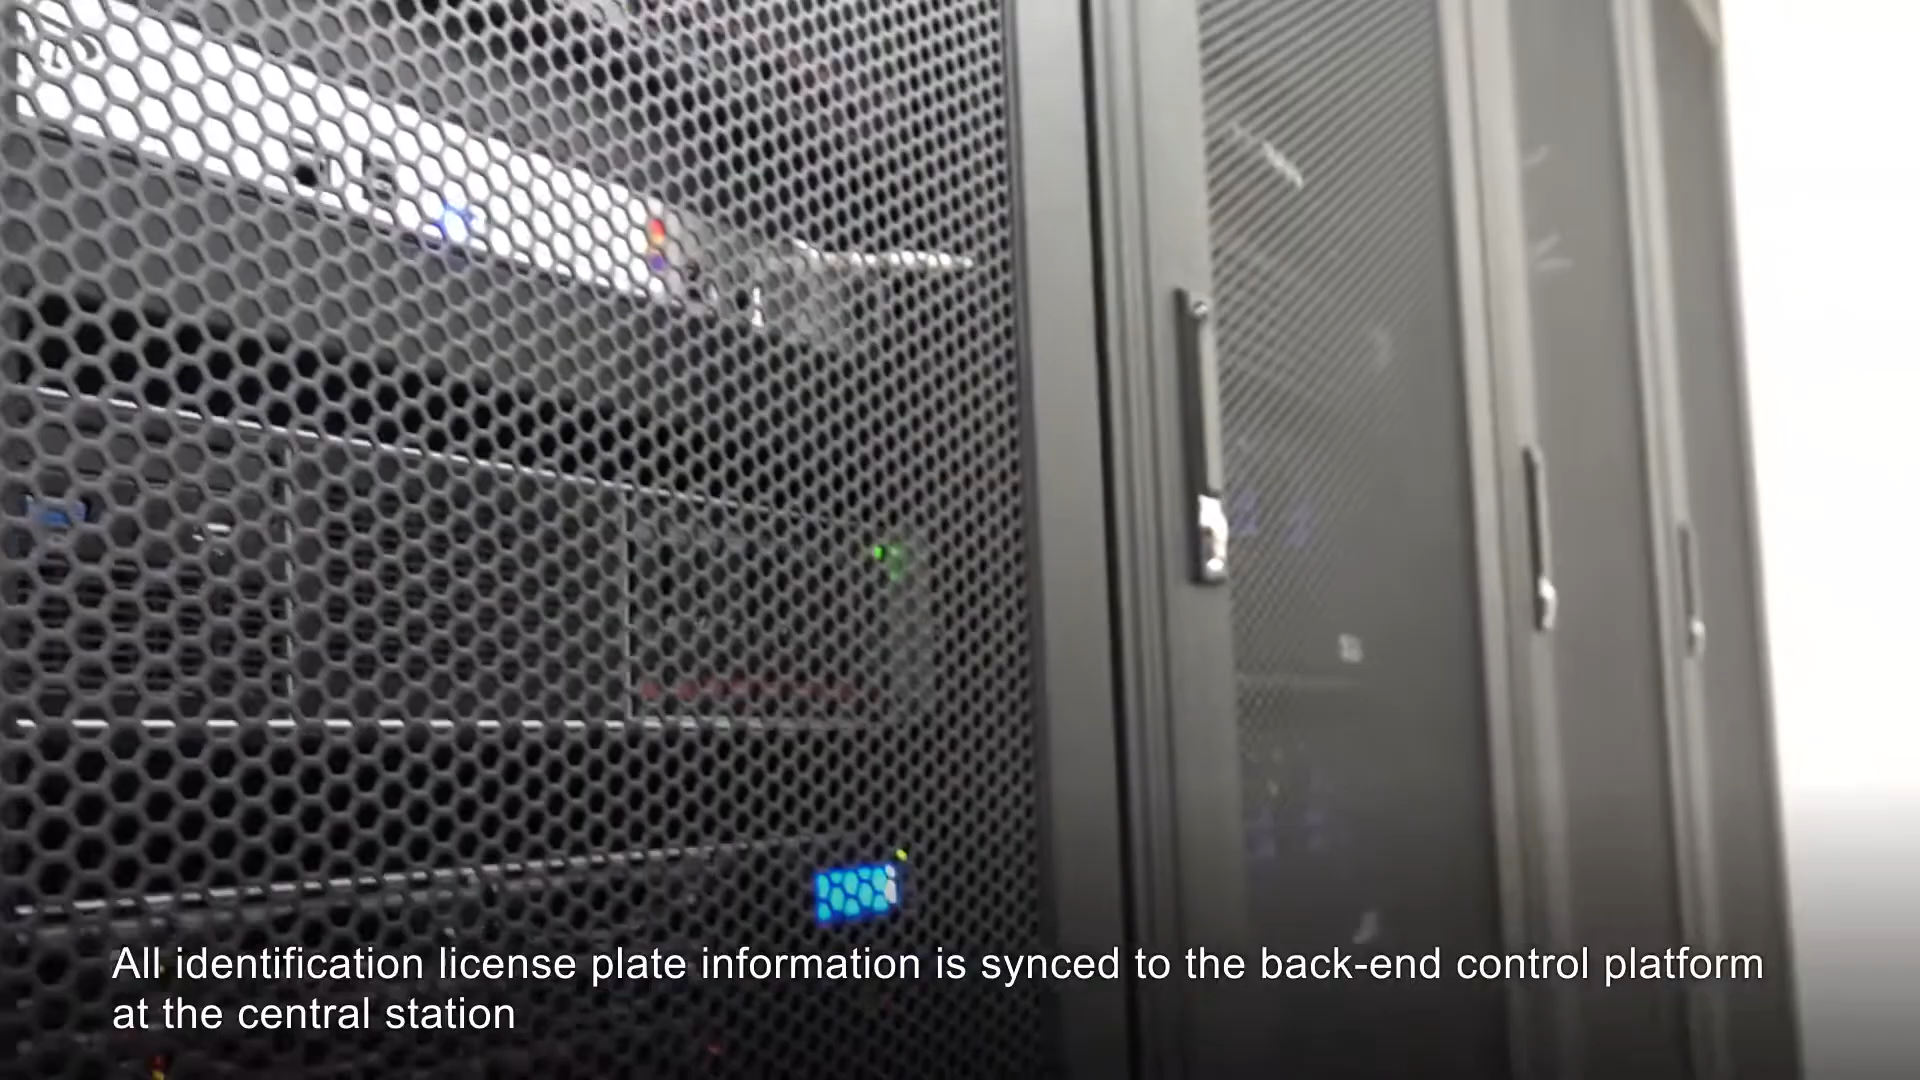 All identification license plate information is synced to the back-end control platform
at the central station